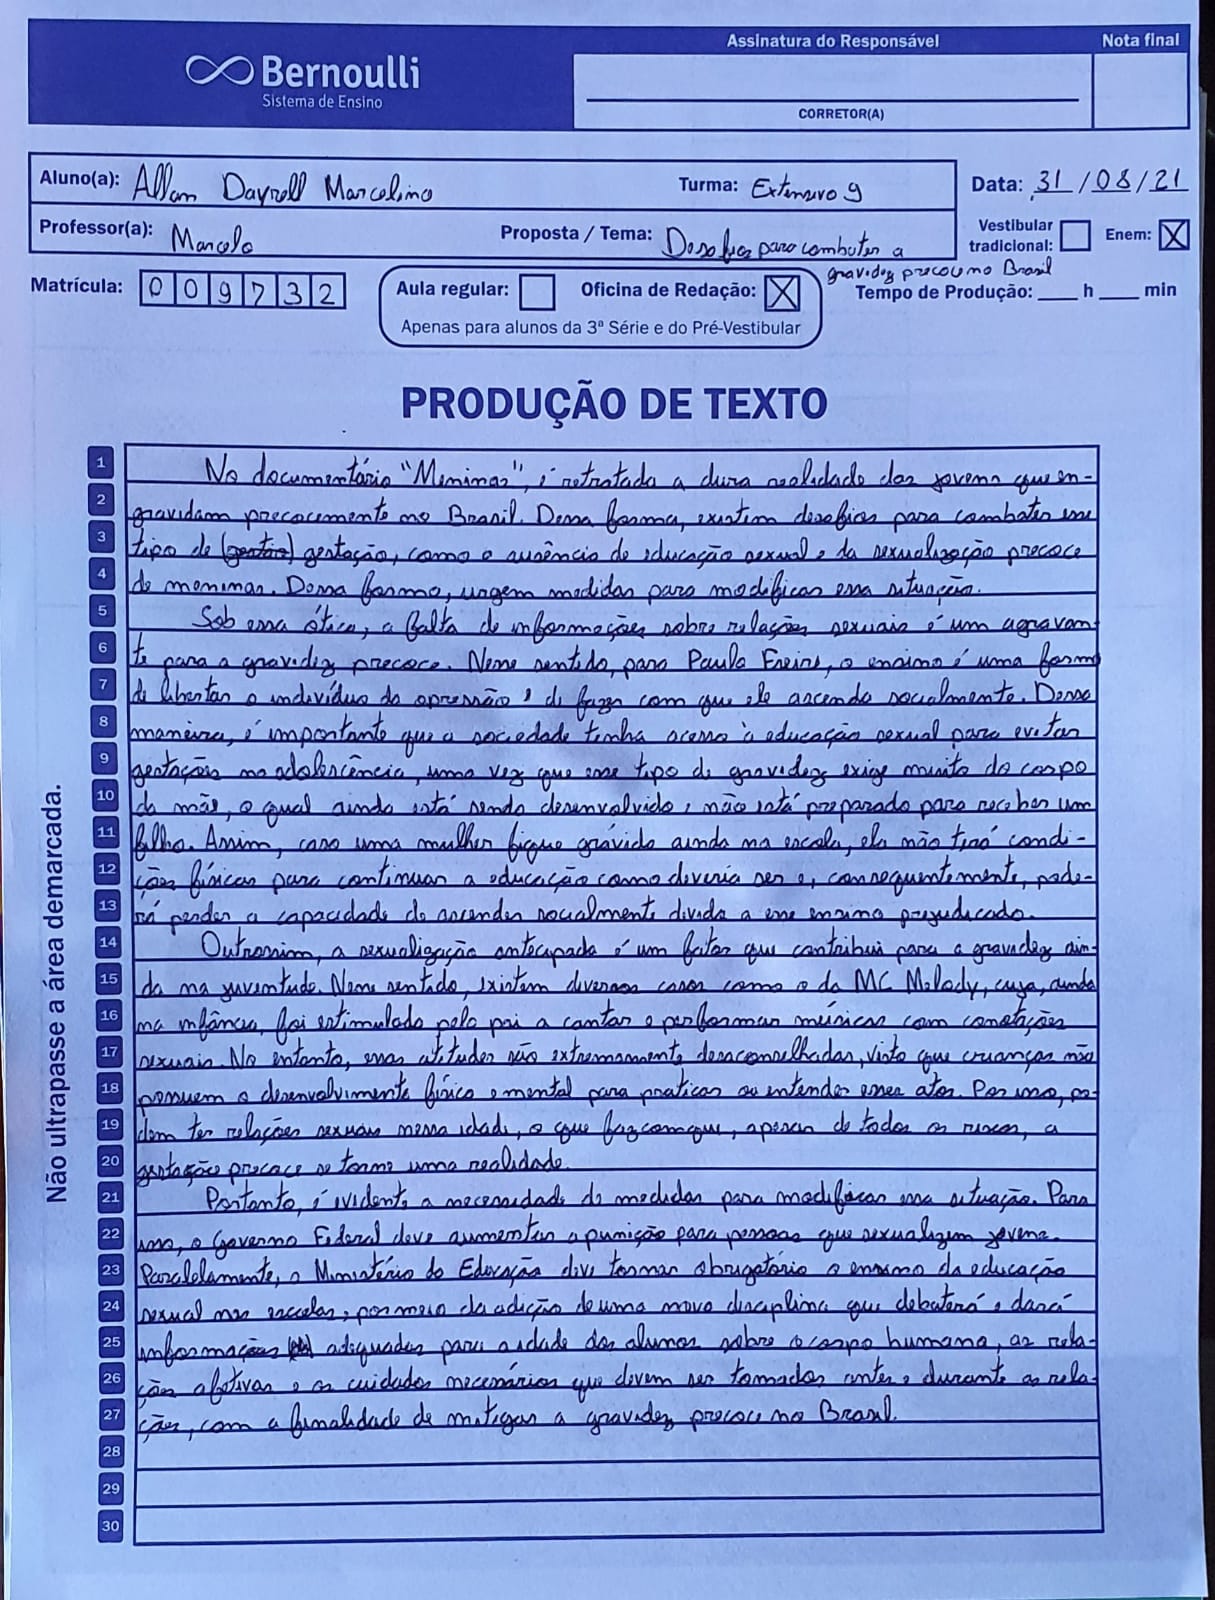 Bernoulli
Sistema de Ensino
Assinatura do Responsável
Nota final
CORRETOR(A)
Aluno(a): Allan Dayrell Marcelino
Turma: Extensivo 9
Data: 31/08/21
Professor(a): Marcelo
Proposta / Tema: Desafios para combater a
gravidez precoce no Brasil
Vestibular tradicional:
Enem: X
Matrícula: 009732
Aula regular:
Oficina de Redação: X
Apenas para alunos da 3ª Série e do Pré-Vestibular
Tempo de Produção: ___ h ___ min
PRODUÇÃO DE TEXTO
Não ultrapasse a área demarcada.
1 No documentário "Meninas", é retratada a dura realidade das jovens que en-
2 gravidam precocemente no Brasil. Dessa forma, existem desafios para combater esse
3 tipo de (gestão) gestação, como a ausência de educação sexual e da sexualização precoce
4 de meninas. Dessa forma, urgem medidas para modificar essa situação.
5 Sob essa ótica, a falta de informações sobre relações sexuais é um agravan
6 te para a gravidez precoce. Nesse sentido, para Paulo Freire, o ensino é uma forma
7 de libertar o indivíduo da opressão e de fazer com que ele ascenda socialmente. Dessa
8 maneira, é importante que a sociedade tenha acesso à educação sexual para evitar
9 gestações na adolescência, uma vez que esse tipo de gravidez exige muito do corpo
10 da mãe, o qual ainda está sendo desenvolvido e não está preparado para receber um
11 filho. Assim, caso uma mulher fique grávida ainda na escola, ela não terá condi-
12 ções físicas para continuar a educação como deveria ser e, consequentemente, pode-
13 rá perder a capacidade de ascender socialmente devido a esse ensino prejudicado.
14 Outrossim, a sexualização antecipada é um fator que contribui para a gravidez ain-
15 da na juventude. Nesse sentido, existem diversos casos como o da MC Melody, cuja, ainda
16 na infância, foi estimulada pelo pai a cantar e performar músicas com conotações
17 sexuais. No entanto, essas atitudes são extremamente desaconselhadas, visto que crianças não
18 possuem o desenvolvimento físico e mental para praticar ou entender esses atos. Por isso, po-
19 dem ter relações sexuais nessa idade, o que faz com que, apesar de todos os riscos, a
20 gestação precoce se torne uma realidade.
21 Portanto, é evidente a necessidade de medidas para modificar essa situação. Para
22 isso, o Governo Federal deve aumentar a punição para pessoas que sexualizem jovens.
23 Paralelamente, o Ministério da Educação deve tornar obrigatório o ensino da educação
24 sexual nas escolas, por meio da adição de uma nova disciplina que debaterá e dará
25 informações adequadas para a idade dos alunos sobre o corpo humano, as rela-
26 ções afetivas e os cuidados necessários que devem ser tomados antes e durante as rela-
27 ções, com a finalidade de mitigar a gravidez precoce no Brasil.
28
29
30